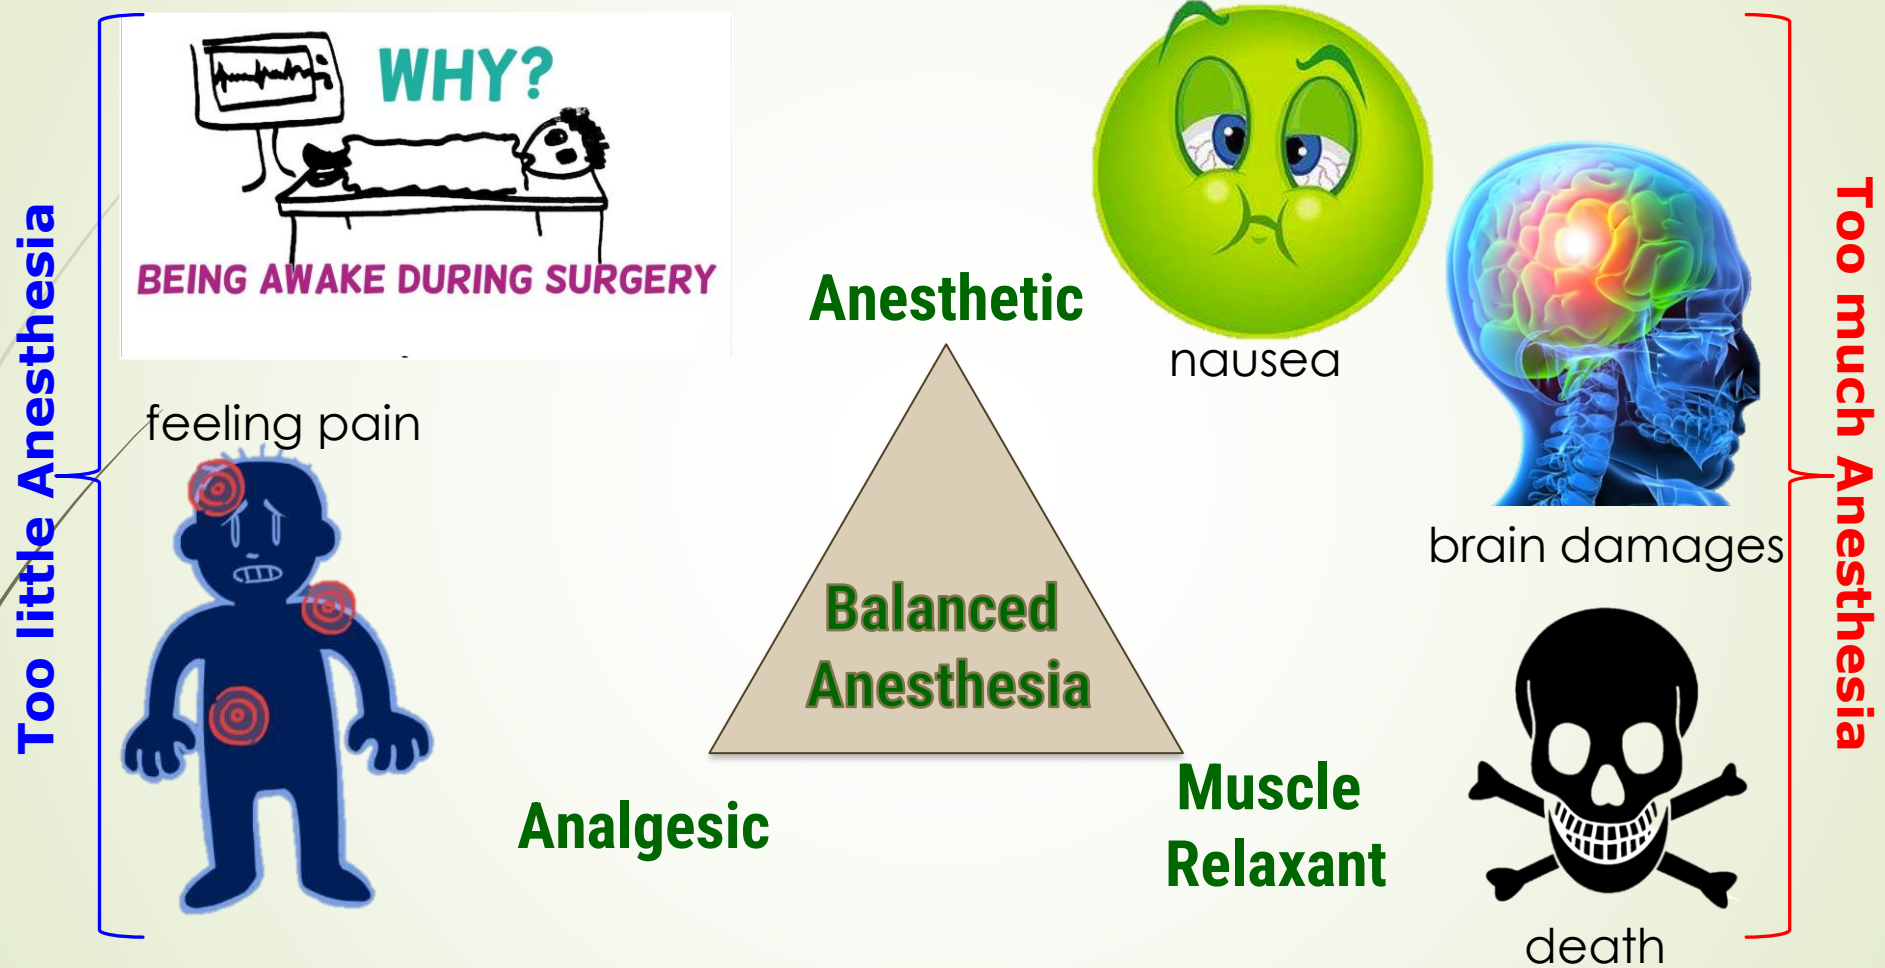 Too little Anesthesia
WHY?
BEING AWAKE DURING SURGERY
feeling pain
Anesthetic
Balanced
Anesthesia
Analgesic
Muscle
Relaxant
nausea
brain damages
death
Too much Anesthesia